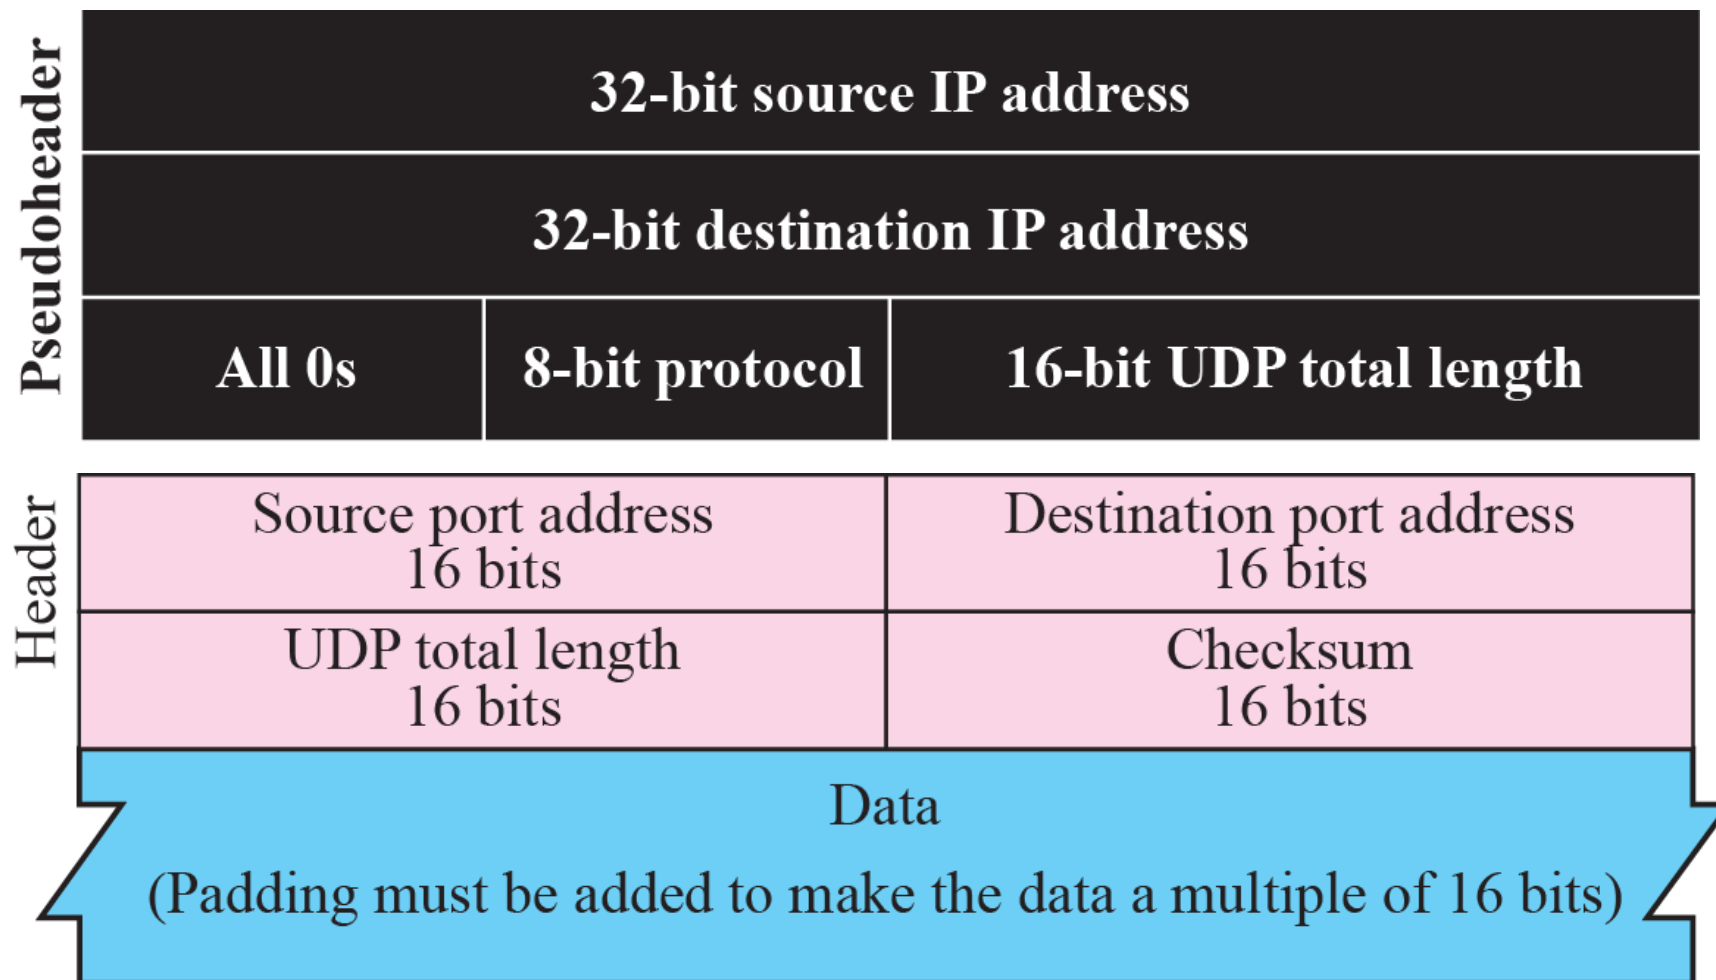 Pseudoheader
32-bit source IP address
32-bit destination IP address
All 0s
8-bit protocol
16-bit UDP total length
Header
Source port address
16 bits
Destination port address
16 bits
UDP total length
16 bits
Checksum
16 bits
Data
(Padding must be added to make the data a multiple of 16 bits)